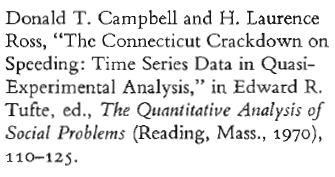 Donald T. Campbell and H. Laurence
Ross, “The Connecticut Crackdown on
Speeding: Time Series Data in Quasi-
Experimental Analysis,” in Edward R.
Tufte, ed., The Quantitative Analysis of
Social Problems (Reading, Mass., 1970),
110–125.